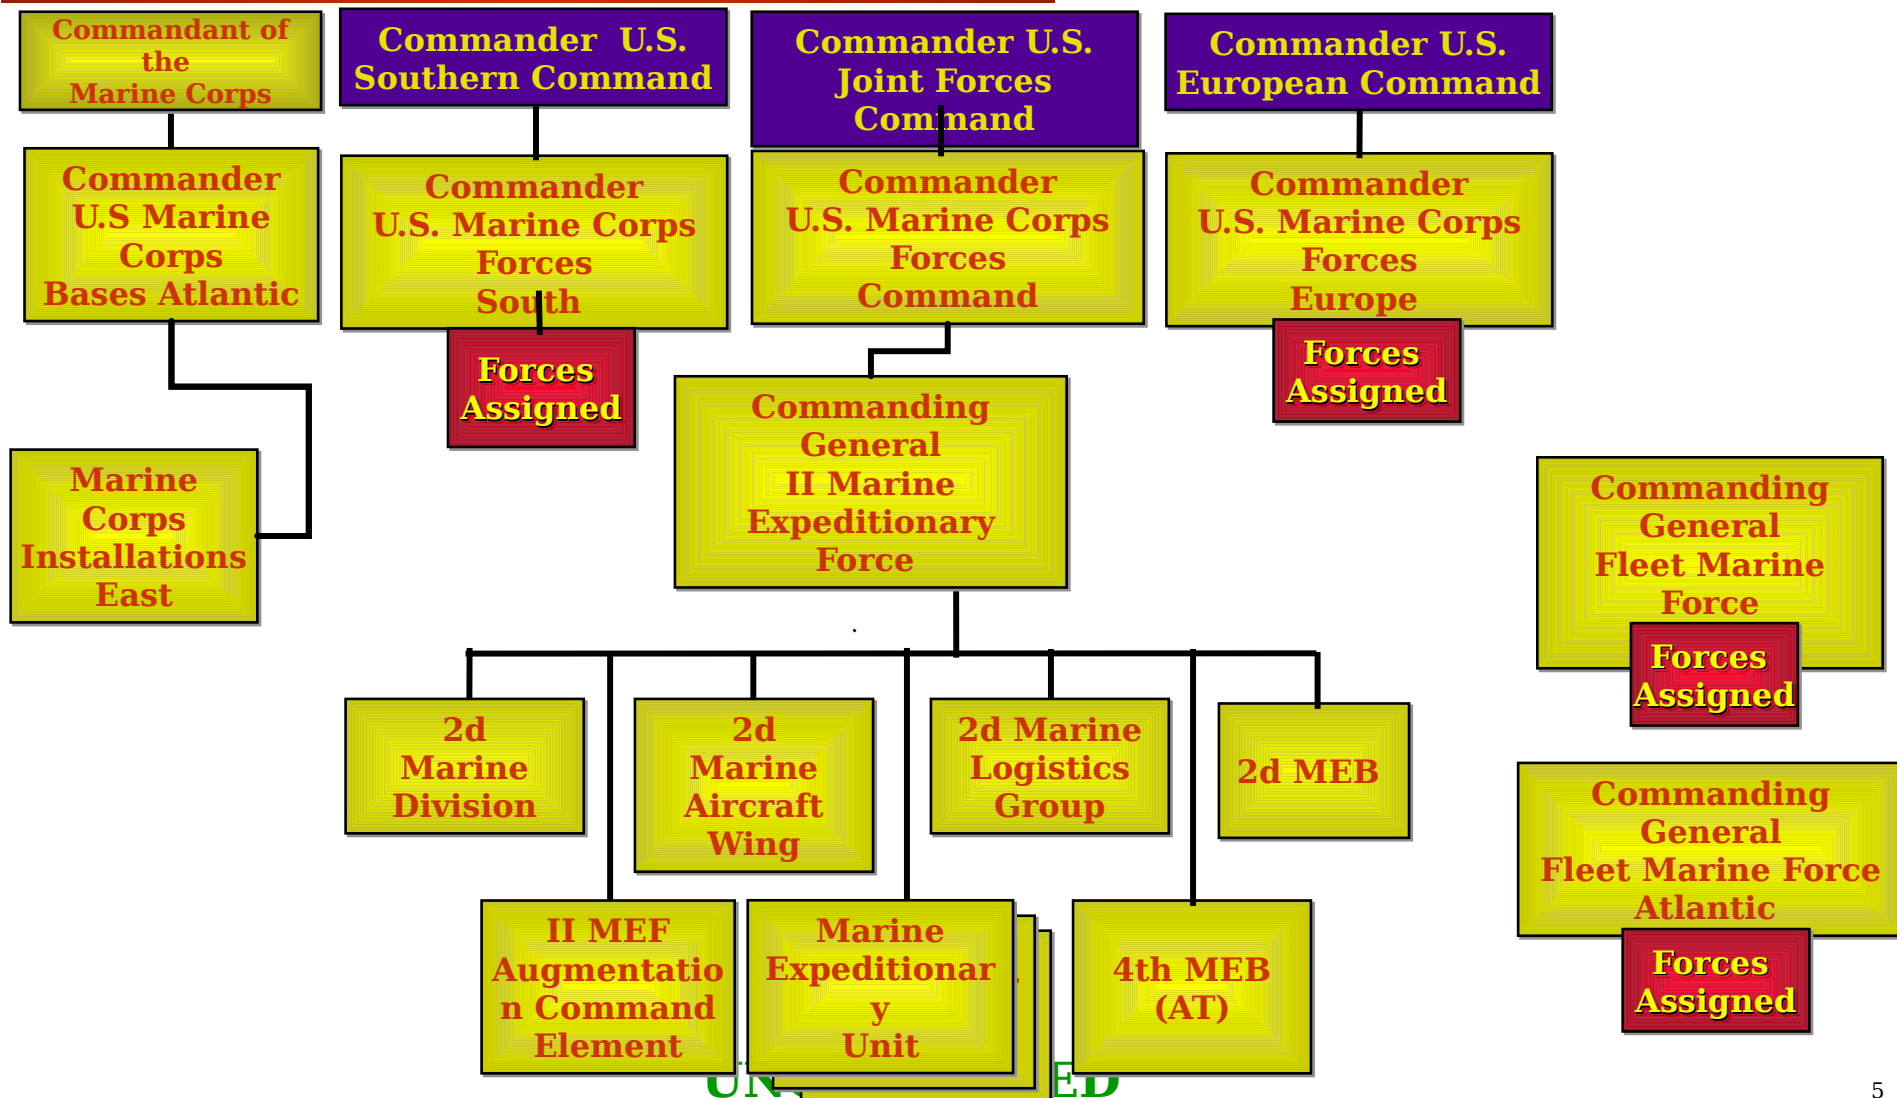 Commandant of
the
Marine Corps
Commander U.S.
Southern Command
Commander U.S.
Joint Forces
Command
Commander U.S.
European Command
Commander
U.S Marine
Corps
Bases Atlantic
Commander
U.S. Marine Corps
Forces
South
Commander
U.S. Marine Corps
Forces
Command
Commander
U.S. Marine Corps
Forces
Europe
Forces
Assigned
Forces
Assigned
Commanding
General
II Marine
Expeditionary
Force
Marine
Corps
Installations
East
Commanding
General
Fleet Marine
Force
Forces
Assigned
.
2d
Marine
Division
2d
Marine
Aircraft
Wing
2d Marine
Logistics
Group
2d MEB
Commanding
General
Fleet Marine Force
Atlantic
Forces
Assigned
II MEF
Augmentatio
n Command
Element
Marine
Expeditionar
y
Unit
4th MEB
(AT)
5